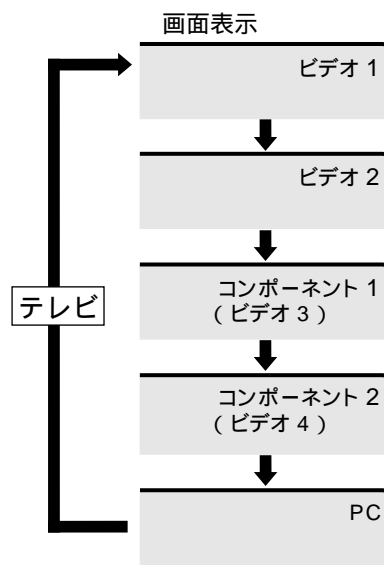 画面表示
ビデオ 1
ビデオ 2
コンポーネント 1
(ビデオ 3)
テレビ
コンポーネント 2
(ビデオ 4)
PC